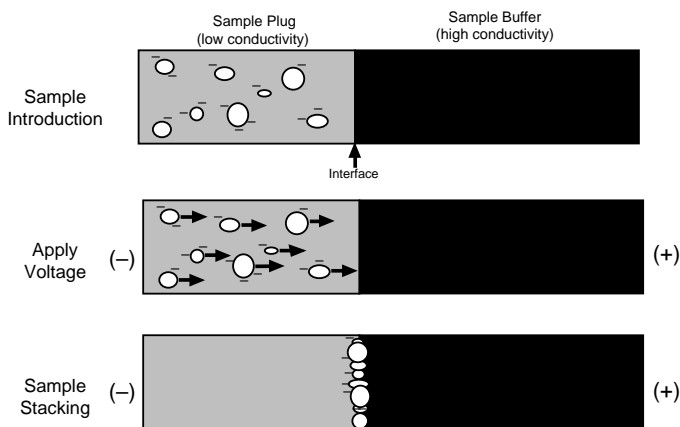 Sample Plug
(low conductivity)
Sample Buffer
(high conductivity)
Sample
Introduction
Interface
Apply
Voltage
(–)
(+)
Sample
Stacking
(–)
(+)